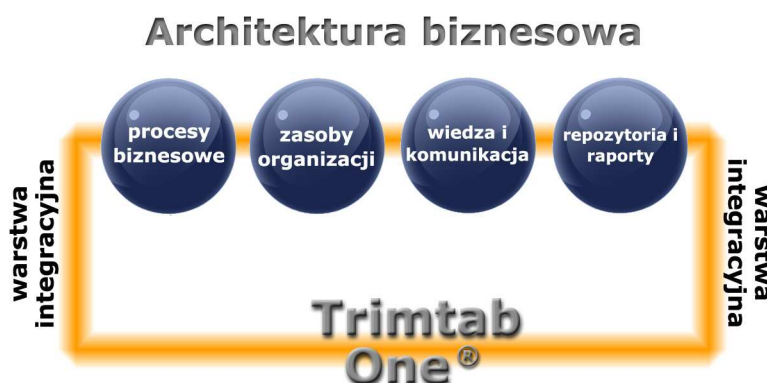 Architektura biznesowa
procesy
biznesowe
zasoby
organizacji
wiedza i
komunikacja
repozytoria i
raporty
warstwa
integracyjna
warstwa
integracyjna
Trimtab
One®